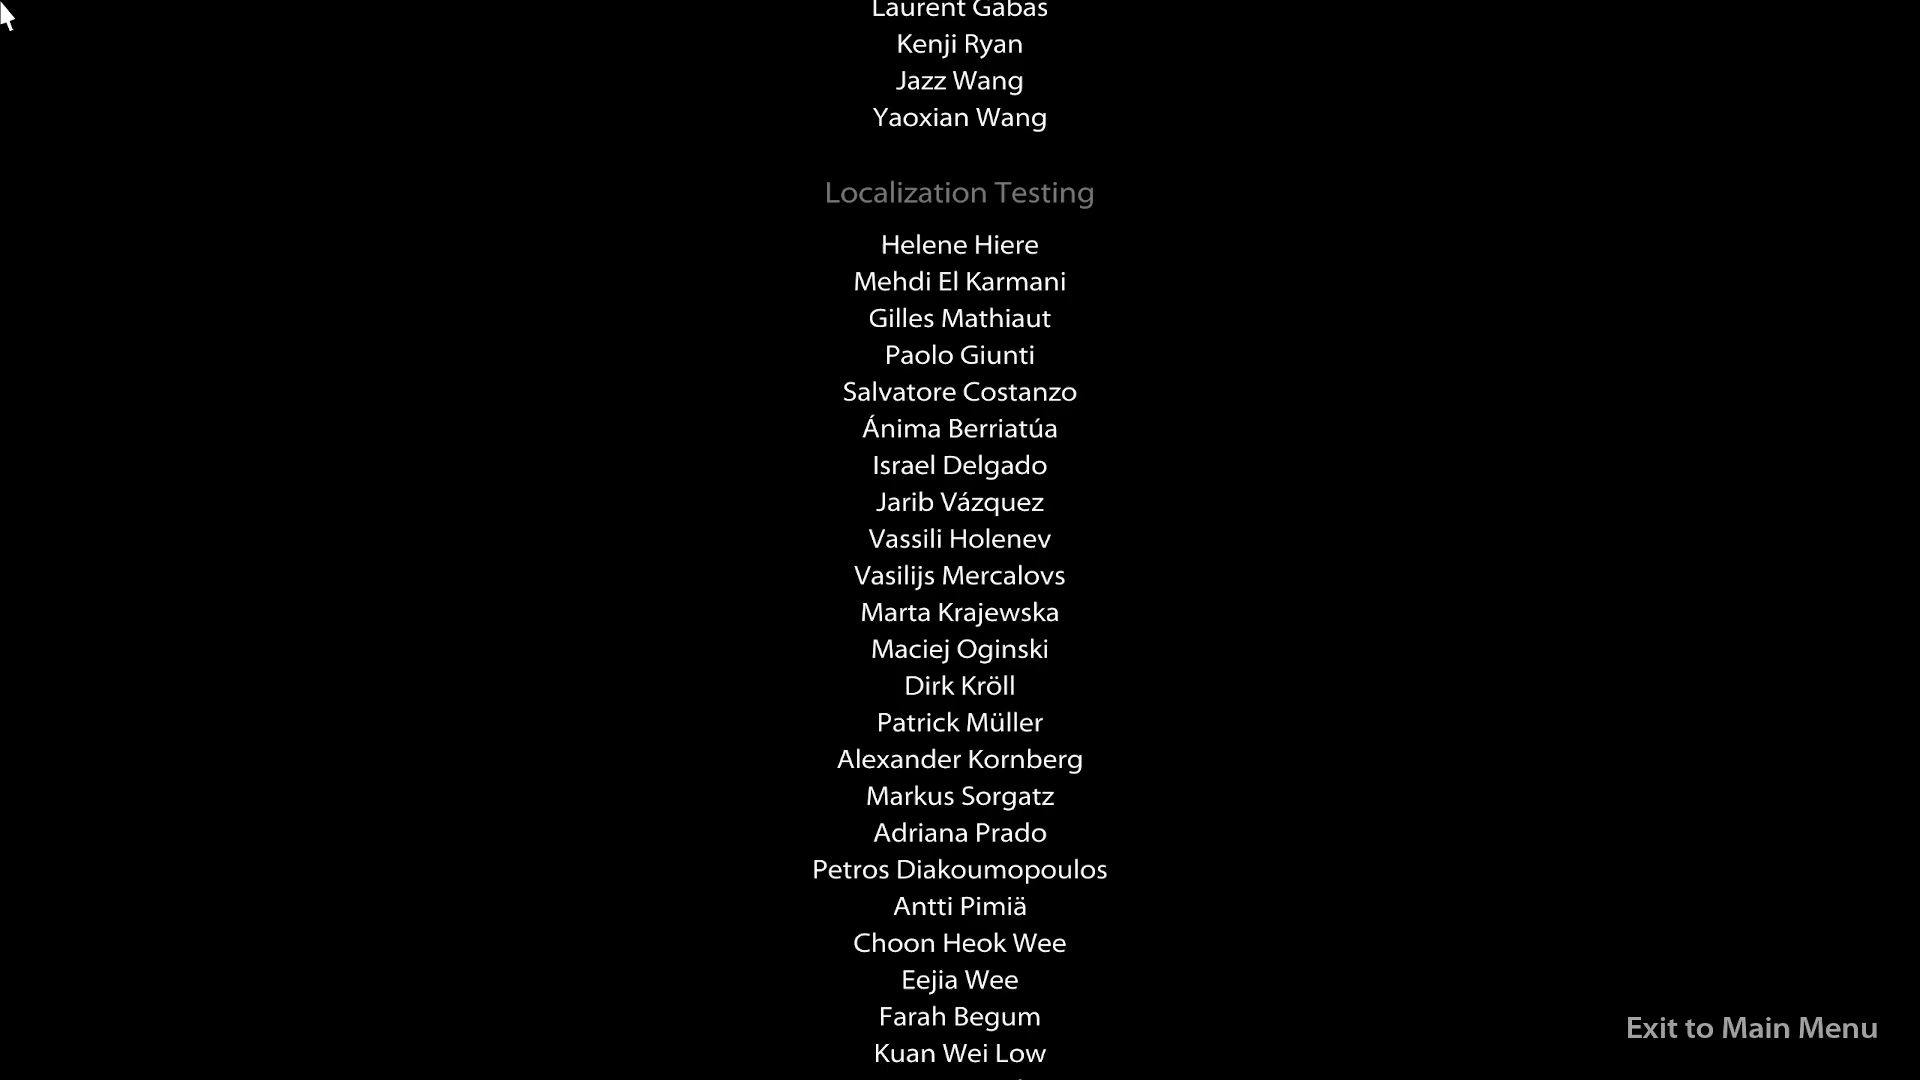 Laurent Gabas
Kenji Ryan
Jazz Wang
Yaoxian Wang
Localization Testing
Helene Hiere
Mehdi El Karmani
Gilles Mathiaut
Paolo Giunti
Salvatore Costanzo
Ánima Berriatúa
Israel Delgado
Jarib Vázquez
Vassili Holenev
Vasilijs Mercalovs
Marta Krajewska
Maciej Oginski
Dirk Kröll
Patrick Müller
Alexander Kornberg
Markus Sorgatz
Adriana Prado
Petros Diakoumopoulos
Antti Pimiä
Choon Heok Wee
Eejia Wee
Farah Begum
Kuan Wei Low
Exit to Main Menu